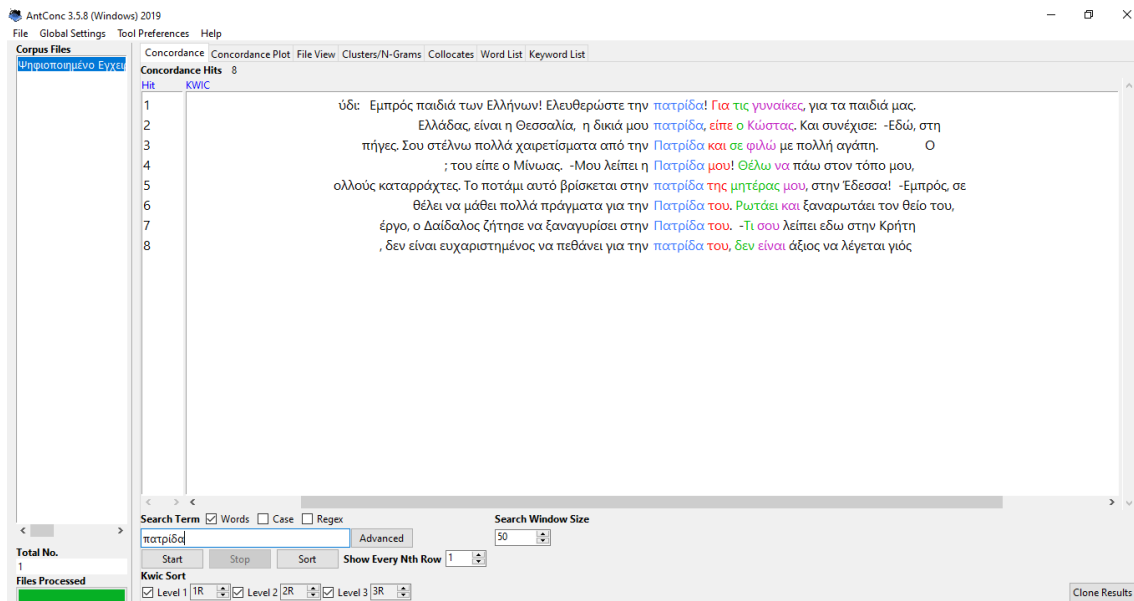 AntConc 3.5.8 (Windows) 2019
File Global Settings Tool Preferences Help
Corpus Files
Ψηφιοποιημένο Εγχει
Concordance Concordance Plot File View Clusters/N-Grams Collocates Word List Keyword List
Concordance Hits 8
Hit KWIC
1 ύδι: Εμπρός παιδιά των Ελλήνων! Ελευθερώστε την πατρίδα! Για τις γυναίκες, για τα παιδιά μας.
2 Ελλάδας, είναι η Θεσσαλία, η δικιά μου πατρίδα, είπε ο Κώστας. Και συνέχισε: -Εδώ, στη
3 πήγες. Σου στέλνω πολλά χαιρετίσματα από την Πατρίδα και σε φιλώ με πολλή αγάπη. Ο
4 ; του είπε ο Μίνωας. -Μου λείπει η Πατρίδα μου! Θέλω να πάω στον τόπο μου,
5 ολλούς καταρράχτες. Το ποτάμι αυτό βρίσκεται στην πατρίδα της μητέρας μου, στην Έδεσσα! -Εμπρός, σε
6 θέλει να μάθει πολλά πράγματα για την Πατρίδα του. Ρωτάει και ξαναρωτάει τον θείο του,
7 έργο, ο Δαίδαλος ζήτησε να ξαναγυρίσει στην Πατρίδα του. -Τι σου λείπει εδω στην Κρήτη
8 , δεν είναι ευχαριστημένος να πεθάνει για την πατρίδα του, δεν είναι άξιος να λέγεται γιός
Search Term Words Case Regex Search Window Size
πατρίδα Advanced 50
Start Stop Sort Show Every Nth Row 1
Total No.
1
Files Processed
Kwic Sort
Level 1 1R Level 2 2R Level 3 3R Clone Results